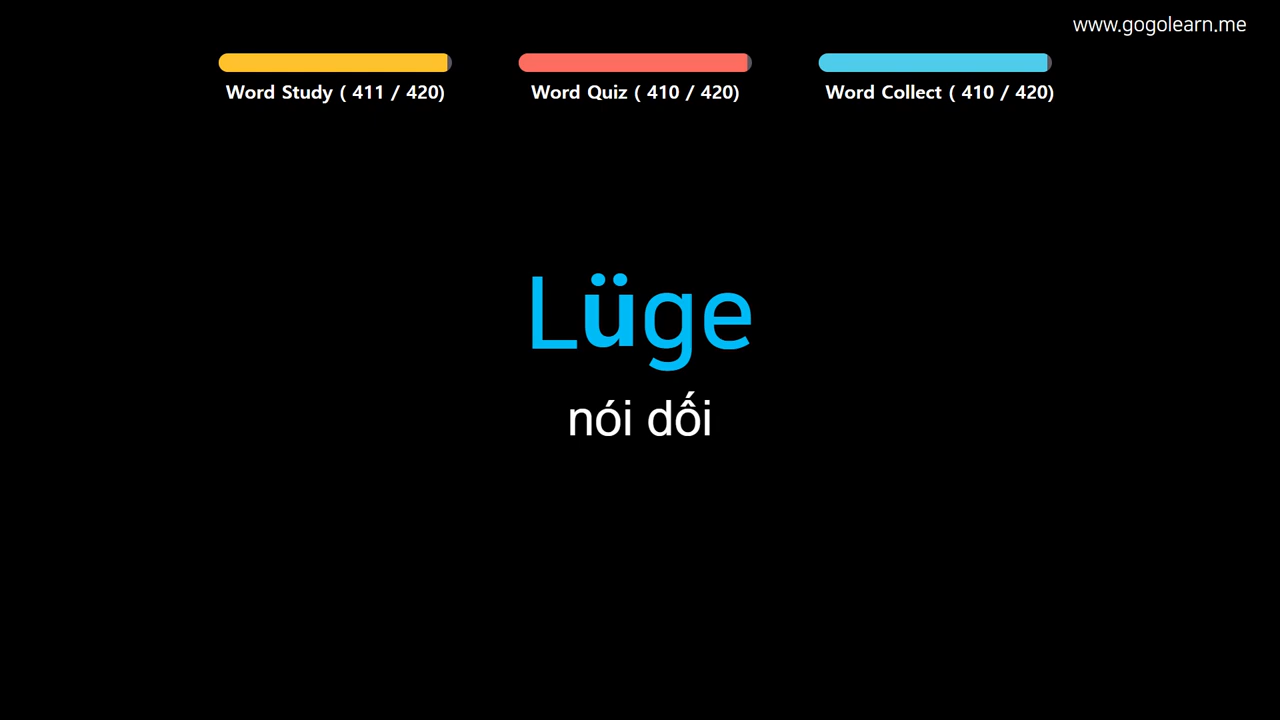 www.gogolearn.me
Word Study ( 411 / 420)
Word Quiz ( 410 / 420)
Word Collect ( 410 / 420)
Lüge
nói dối